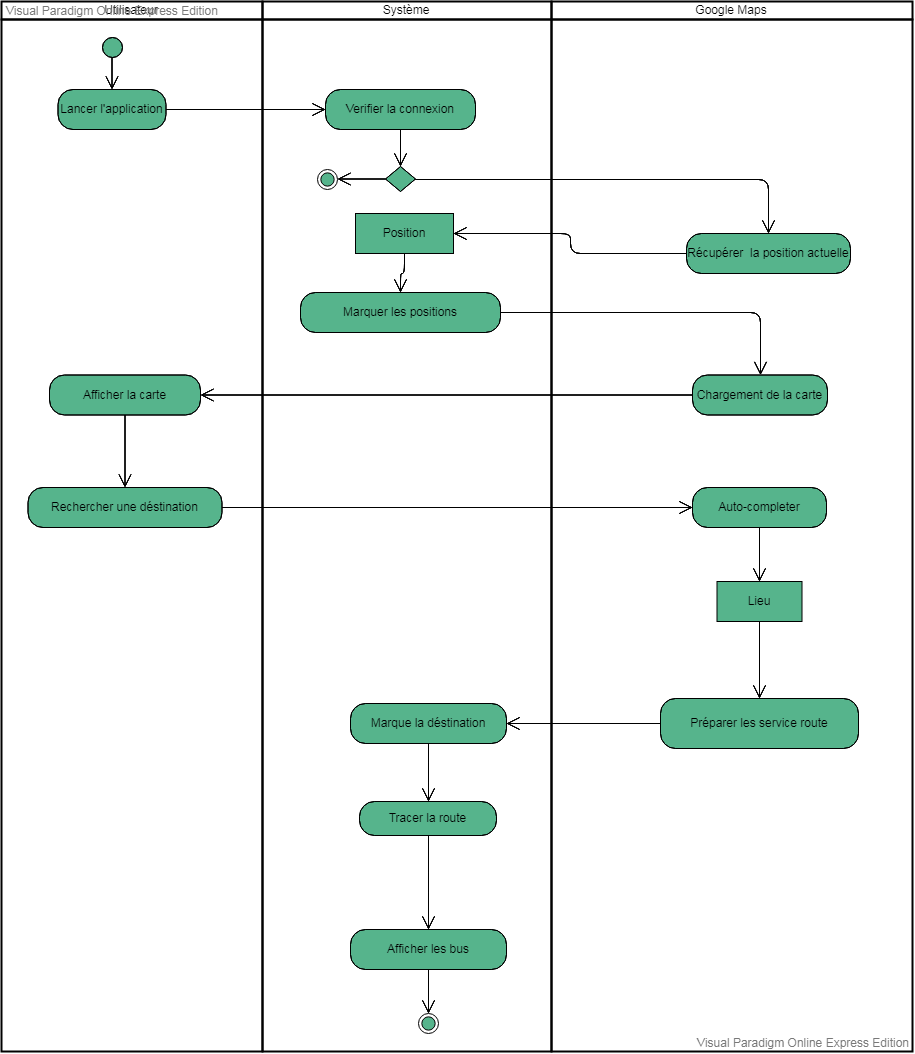 Visual Paradigm Online Express Edition
Utilisateur
Système
Google Maps
Lancer l'application
Verifier la connexion
Position
Récupérer la position actuelle
Marquer les positions
Afficher la carte
Chargement de la carte
Rechercher une déstination
Auto-completer
Lieu
Marque la déstination
Préparer les service route
Tracer la route
Afficher les bus
Visual Paradigm Online Express Edition